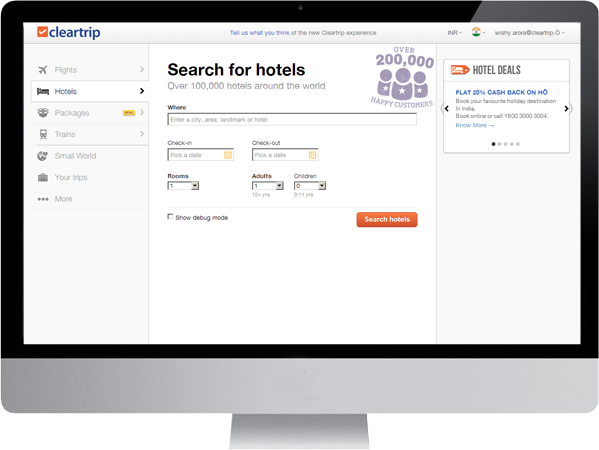 cleartrip
Tell us what you think of the new Cleartrip experience
INR
wishy.arora@cleartrip.Ö
Flights
Hotels
Packages
NEW
Trains
Small World
Your trips
More
Search for hotels
Over 100,000 hotels around the world
OVER
200,000
HAPPY CUSTOMERS
Where
Enter a city, area, landmark or hotel
Check-in
Check-out
Pick a date
Pick a date
Rooms
Adults
Children
1
1
0
12+ yrs
0-11 yrs
Show debug mode
Search hotels
HOTEL DEALS
FLAT 20% CASH BACK ON HÖ
Book your favourite holiday destination
in India.
Book online or call 1800 3000 3004.
Know More →